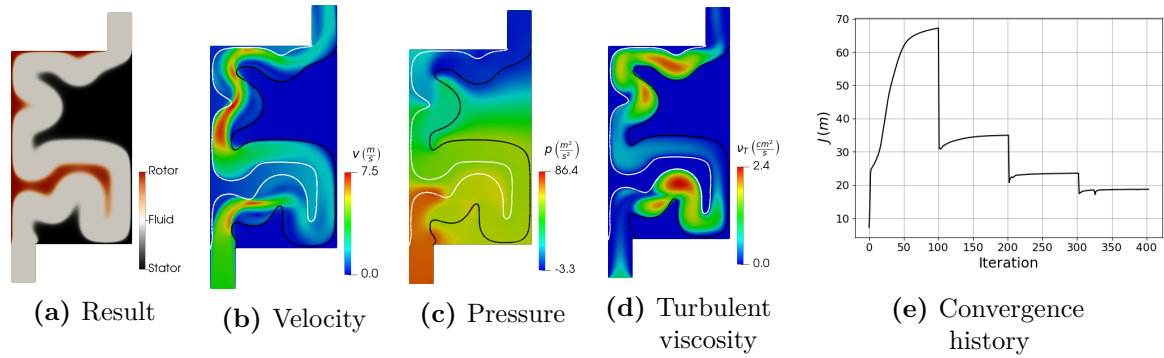 Rotor
Fluid
Stator
v (m/s)
7.5
0.0
p (m²/s²)
86.4
-3.3
ν_T (cm²/s)
2.4
0.0
J (m)
70
60
50
40
30
20
10
0 50 100 150 200 250 300 350 400
Iteration
(a) Result
(b) Velocity
(c) Pressure
(d) Turbulent
viscosity
(e) Convergence
history